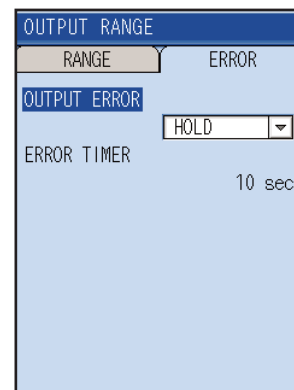 OUTPUT RANGE
RANGE ERROR
OUTPUT ERROR
HOLD
ERROR TIMER
10 sec